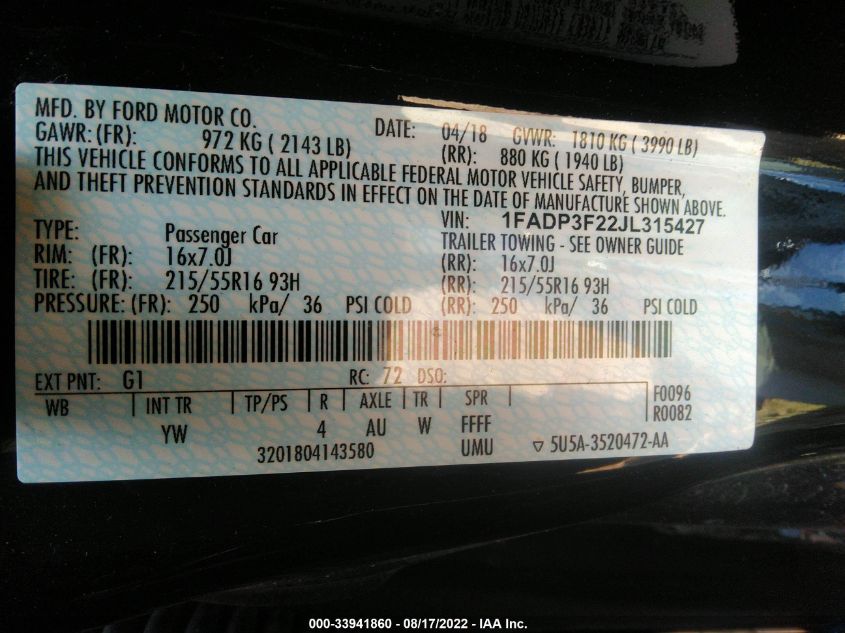 MFD. BY FORD MOTOR CO.
DATE: 04/18 GVWR: 1810 KG ( 3990 LB)
GAWR: (FR): 972 KG ( 2143 LB) (RR): 880 KG ( 1940 LB)
THIS VEHICLE CONFORMS TO ALL APPLICABLE FEDERAL MOTOR VEHICLE SAFETY, BUMPER,
AND THEFT PREVENTION STANDARDS IN EFFECT ON THE DATE OF MANUFACTURE SHOWN ABOVE.
VIN: 1FADP3F22JL315427
TYPE: Passenger Car TRAILER TOWING - SEE OWNER GUIDE
RIM: (FR): 16x7.0J (RR): 16x7.0J
TIRE: (FR): 215/55R16 93H (RR): 215/55R16 93H
PRESSURE: (FR): 250 kPa/ 36 PSI COLD (RR): 250 kPa/ 36 PSI COLD
EXT PNT: G1 RC: 72 DSO:
WB INT TR TP/PS R AXLE TR SPR F0096
R0082
YW 4 AU W FFFF
3201804143580 UMU ▽ 5U5A-3520472-AA
000-33941860 - 08/17/2022 - IAA Inc.